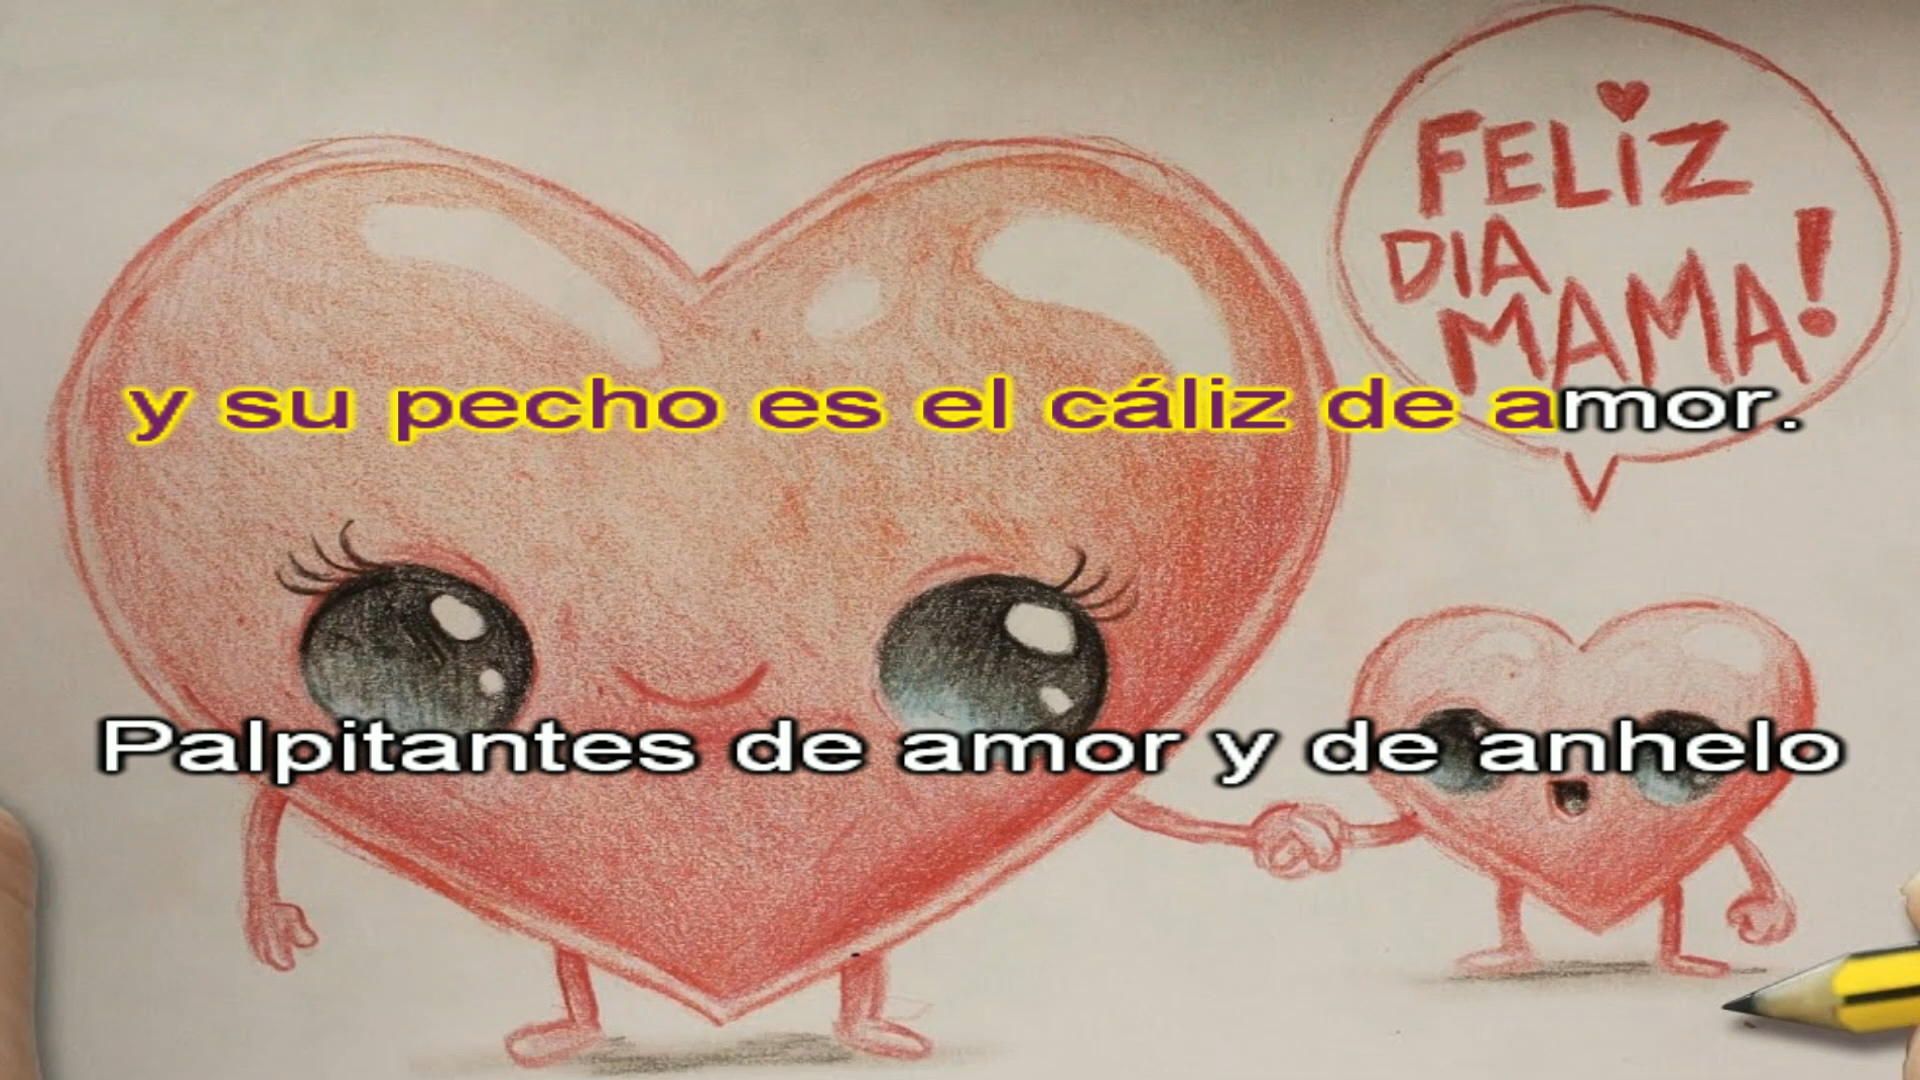 FELiZ
DIA
MAMA!
y su pecho es el cáliz de amor.
Palpitantes de amor y de anhelo